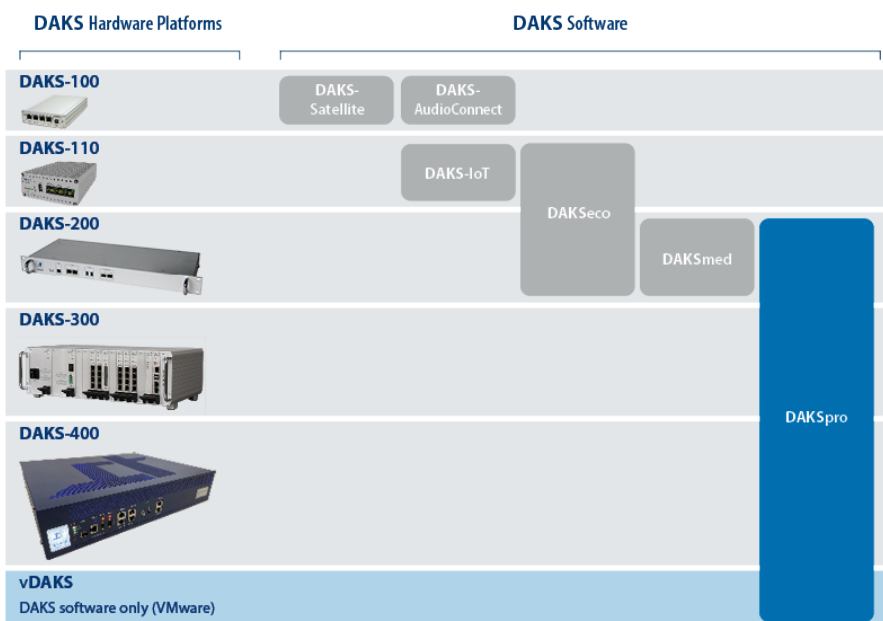 DAKS Hardware Platforms
DAKS Software
DAKS-100
DAKS-
Satellite
DAKS-
AudioConnect
DAKS-110
DAKS-IoT
DAKSeco
DAKS-200
DAKSmed
DAKS-300
DAKSpro
DAKS-400
vDAKS
DAKS software only (VMware)